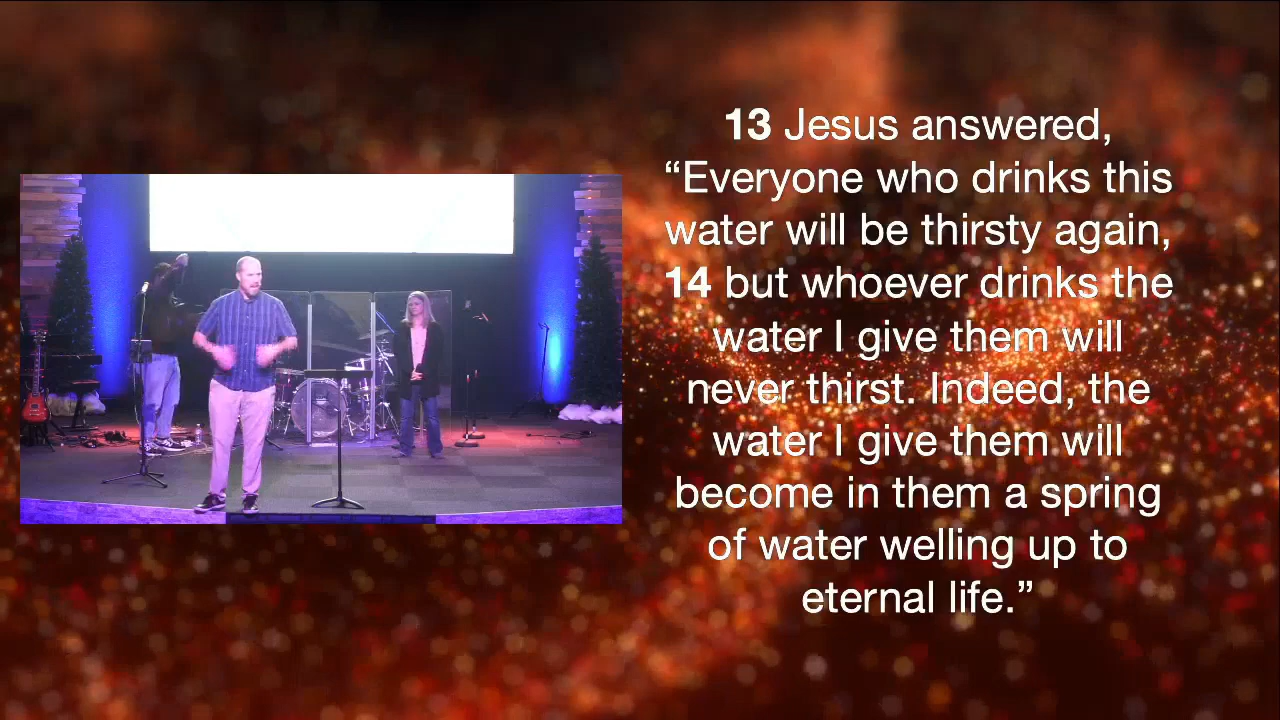 13 Jesus answered,
“Everyone who drinks this
water will be thirsty again,
14 but whoever drinks the
water I give them will
never thirst. Indeed, the
water I give them will
become in them a spring
of water welling up to
eternal life.”